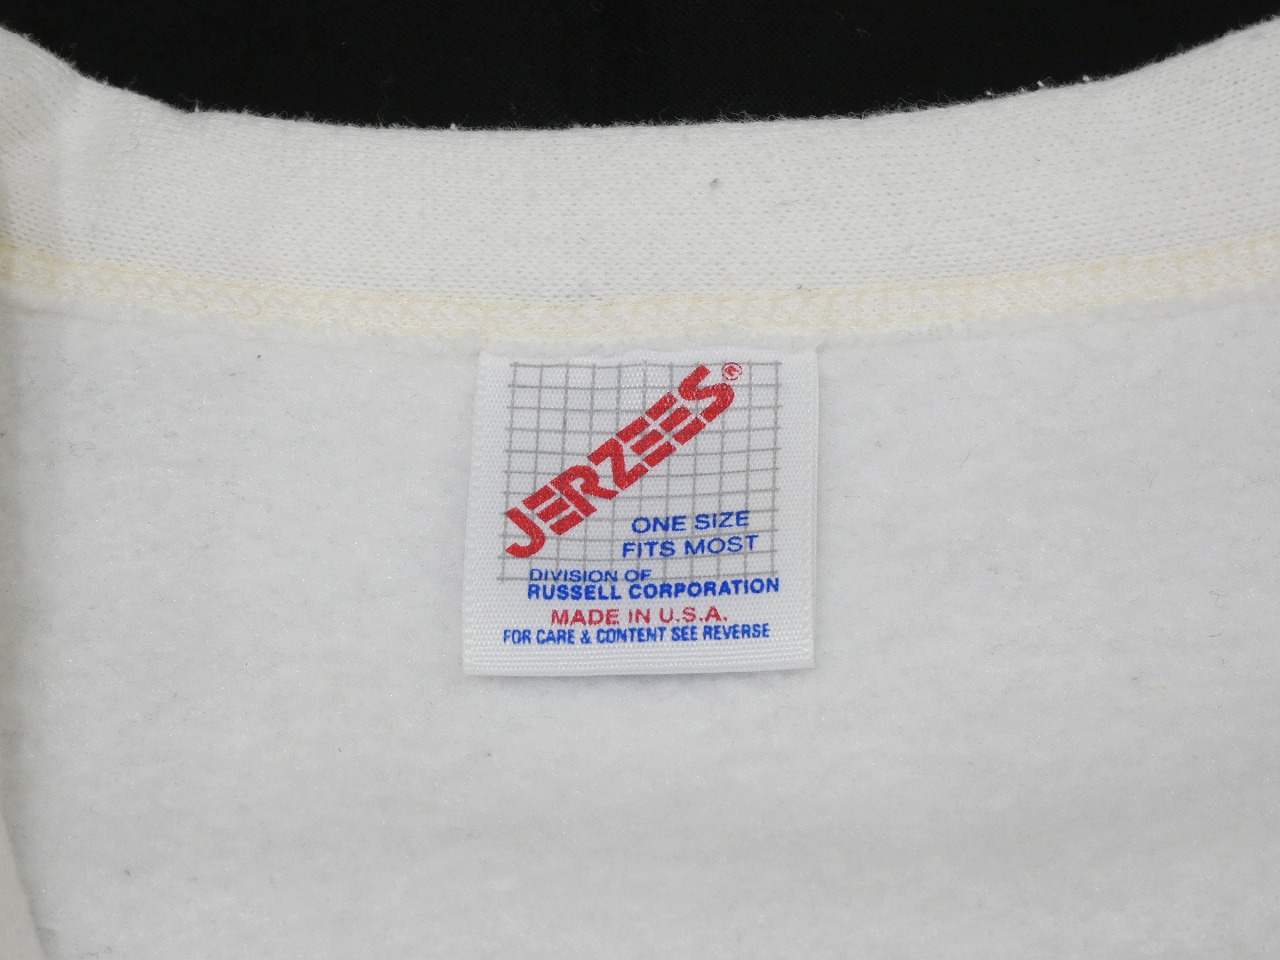 JERZEES®
ONE SIZE
FITS MOST
DIVISION OF
RUSSELL CORPORATION
MADE IN U.S.A.
FOR CARE & CONTENT SEE REVERSE